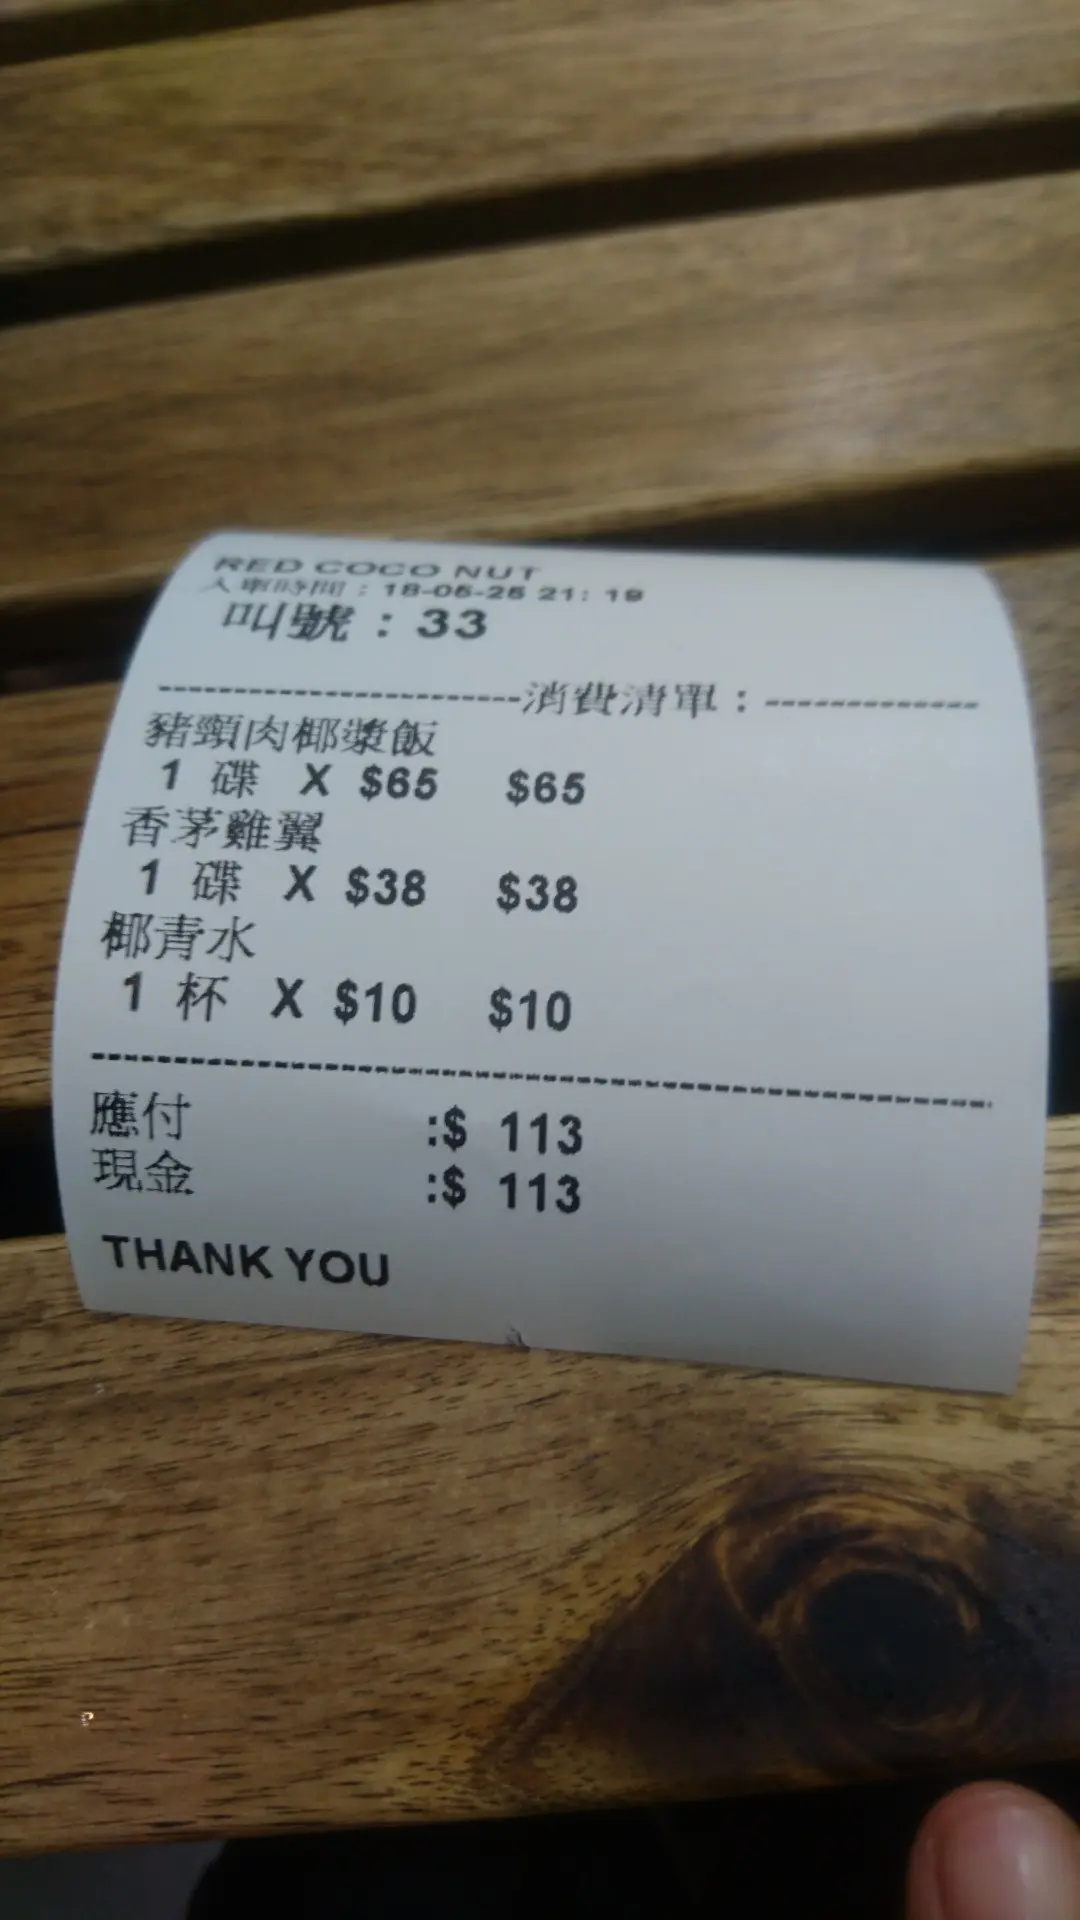 RED COCO NUT
入單時間 : 18-05-25 21: 19
叫號 : 33
------------------------消費清單 : --------------
豬頸肉椰漿飯
1 碟 X $65 $65
香茅雞翼
1 碟 X $38 $38
椰青水
1 杯 X $10 $10
應付 :$ 113
現金 :$ 113
THANK YOU